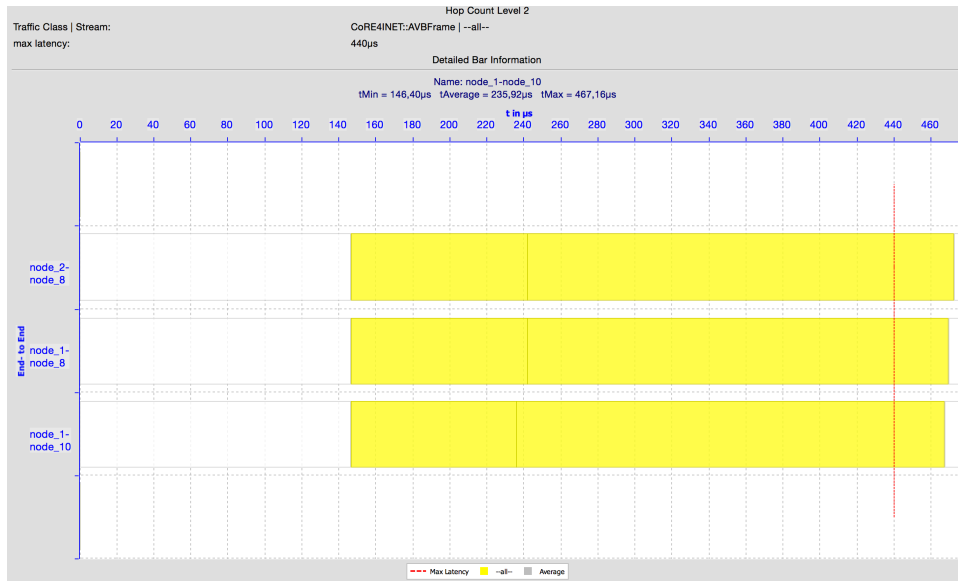 Hop Count Level 2
Traffic Class | Stream: CoRE4INET::AVBFrame | --all--
max latency: 440µs
Detailed Bar Information
Name: node_1-node_10
tMin = 146,40µs tAverage = 235,92µs tMax = 467,16µs
t in µs
0 20 40 60 80 100 120 140 160 180 200 220 240 260 280 300 320 340 360 380 400 420 440 460
End- to End
node_2-
node_8
node_1-
node_8
node_1-
node_10
Max Latency --all-- Average